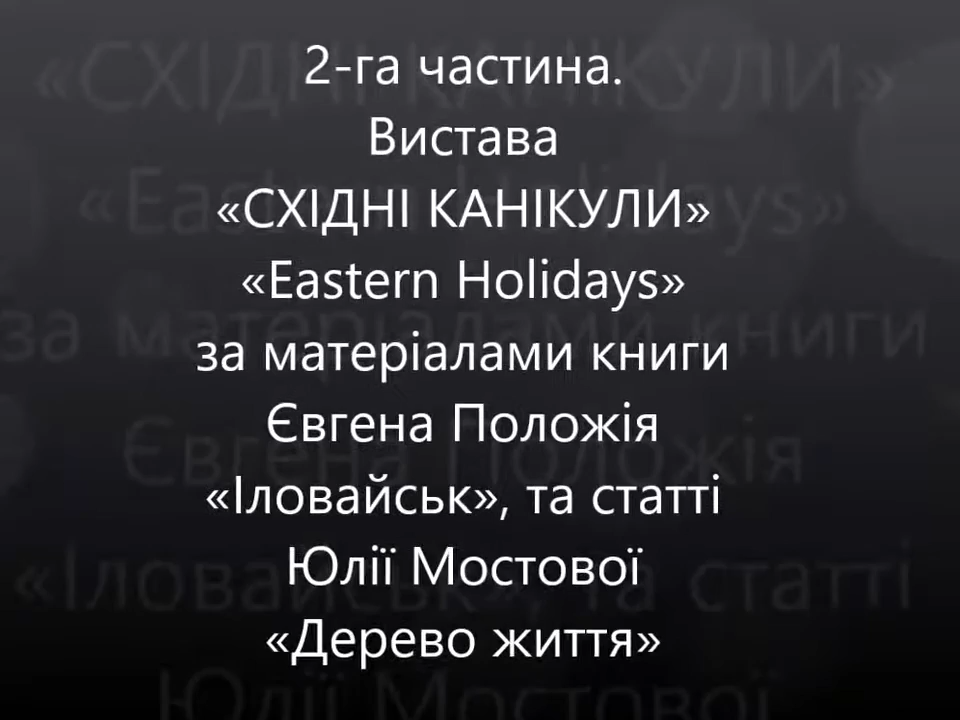 2-га частина.
Вистава
«СХІДНІ КАНІКУЛИ»
«Eastern Holidays»
за матеріалами книги
Євгена Положія
«Іловайськ», та статті
Юлії Мостової
«Дерево життя»